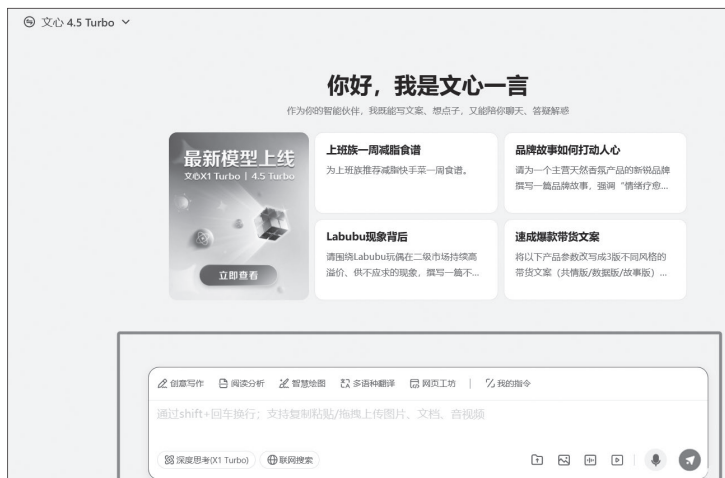 文心 4.5 Turbo
你好，我是文心一言
作为你的智能伙伴，我既能写文案、想点子，又能陪你聊天、答疑解惑
最新模型上线
文心X1 Turbo | 4.5 Turbo
立即查看
上班族一周减脂食谱
为上班族推荐减脂快手菜一周食谱。
品牌故事如何打动人心
请为一个主营天然香氛产品的新锐品牌
撰写一篇品牌故事，强调“情绪疗愈...
Labubu现象背后
请围绕Labubu玩偶在二级市场持续高
溢价、供不应求的现象，撰写一篇不...
速成爆款带货文案
将以下产品参数改写成3版不同风格的
带货文案（共情版/数据版/故事版）...
创意写作 阅读分析 智慧绘图 多语种翻译 网页工坊 | 我的指令
通过shift+回车换行；支持复制粘贴/拖拽上传图片、文档、音视频
深度思考(X1 Turbo) 联网搜索